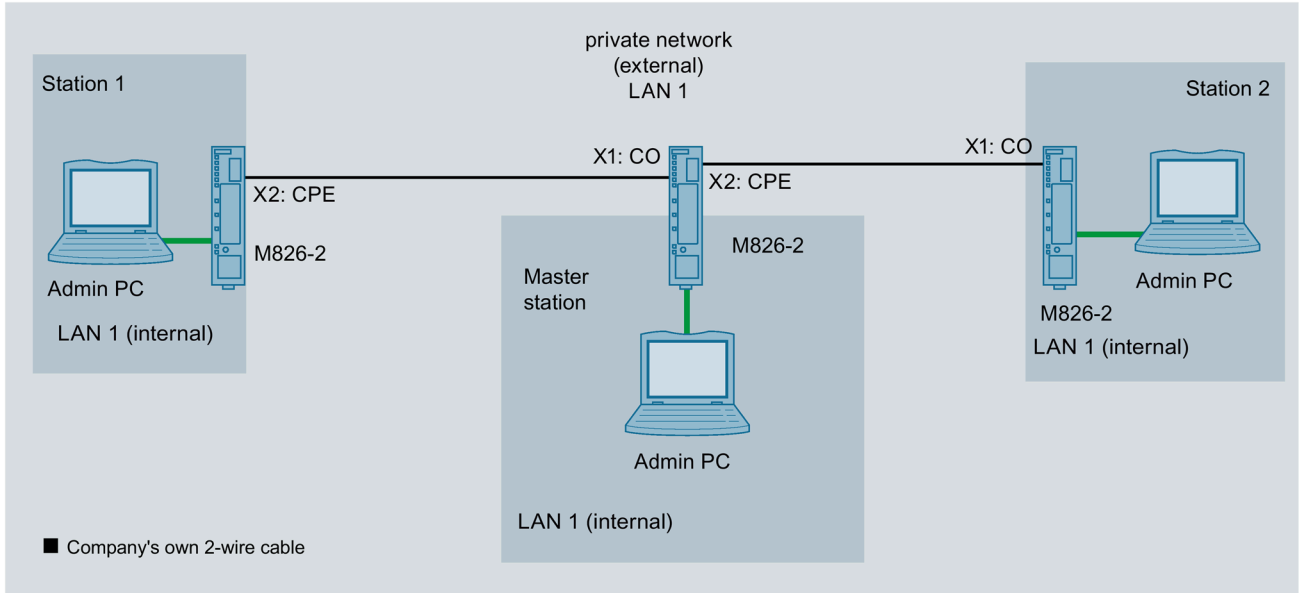 private network
(external)
LAN 1
Station 1
Station 2
X1: CO
X1: CO
X2: CPE
X2: CPE
M826-2
M826-2
Master
station
Admin PC
Admin PC
M826-2
LAN 1 (internal)
LAN 1 (internal)
Admin PC
LAN 1 (internal)
Company's own 2-wire cable